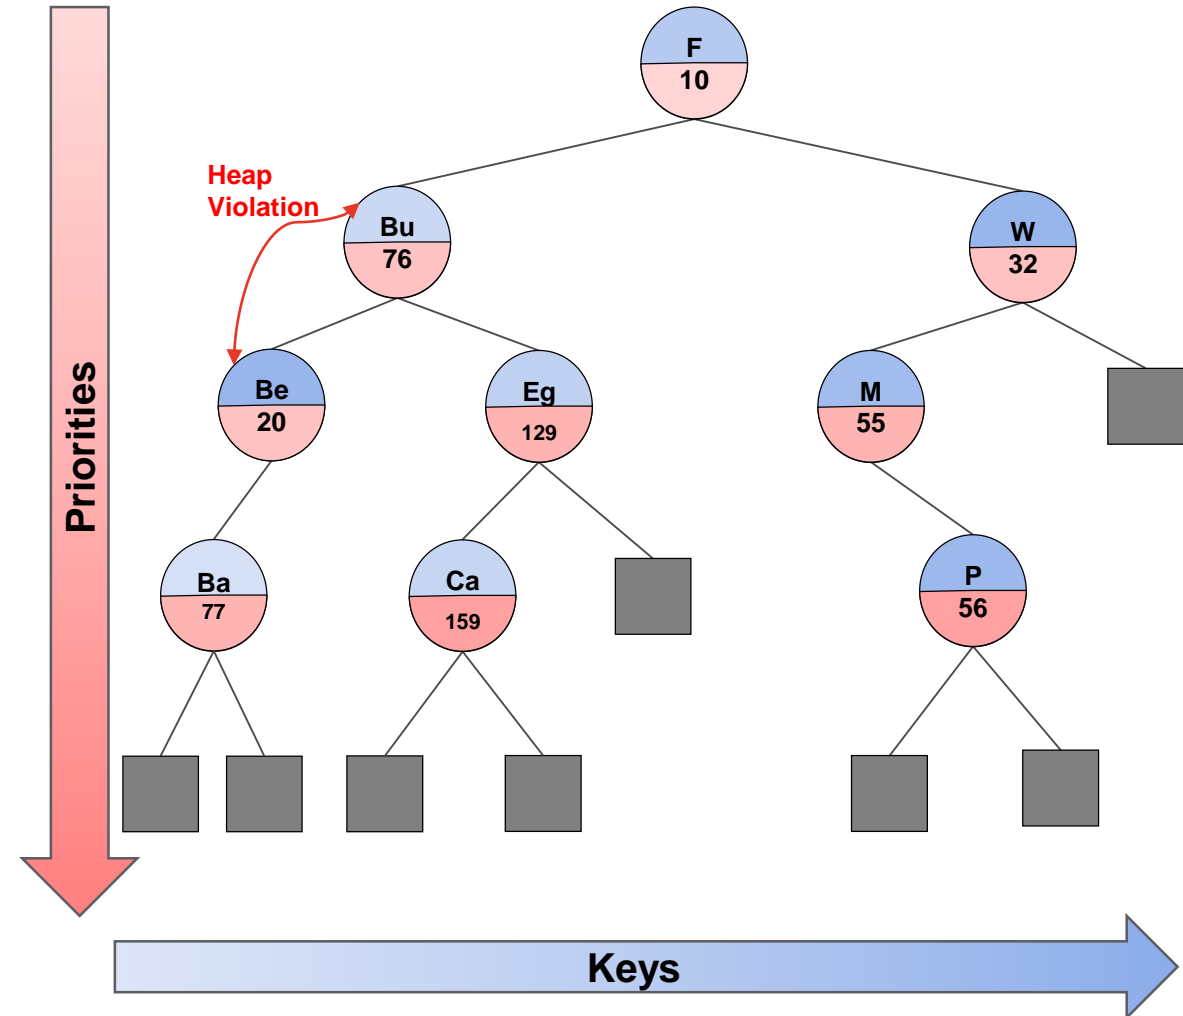 F
10
Heap
Violation
Bu
76
W
32
Be
20
Eg
129
M
55
Priorities
Ba
77
Ca
159
P
56
Keys